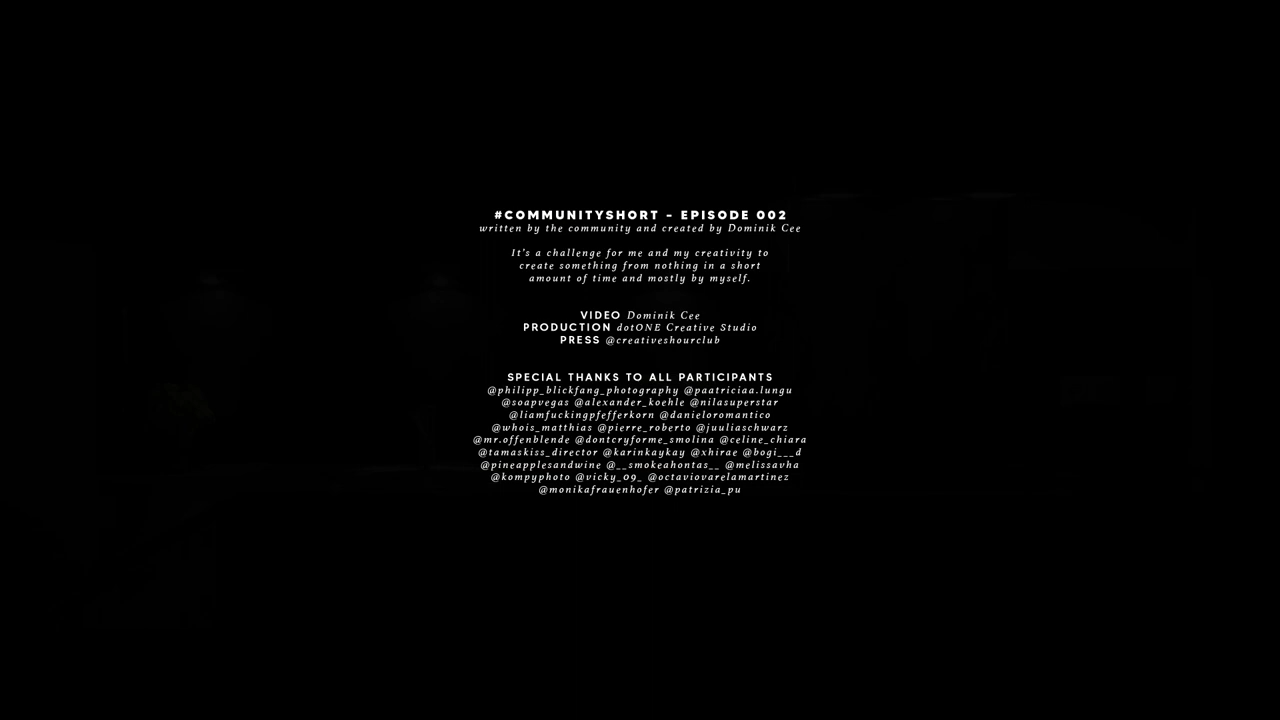 #COMMUNITYSHORT - EPISODE 002
written by the community and created by Dominik Cee
It's a challenge for me and my creativity to
create something from nothing in a short
amount of time and mostly by myself.
VIDEO Dominik Cee
PRODUCTION dotONE Creative Studio
PRESS @creativeshourclub
SPECIAL THANKS TO ALL PARTICIPANTS
@philipp_blickfang_photography @paatriciaa.lungu
@soapvegas @alexander_koehle @nilasuperstar
@liamfuckingpfefferkorn @danieloromantico
@whois_matthias @pierre_roberto @juuliaschwarz
@mr.offenblende @dontcryforme_smolina @celine_chiara
@tamaskiss_director @karinkaykay @xhirae @bogi___d
@pineapplesandwine @__smokeahontas__ @melissavha
@kompyphoto @vicky_09_ @octaviovarelamartinez
@monikafrauenhofer @patrizia_pu